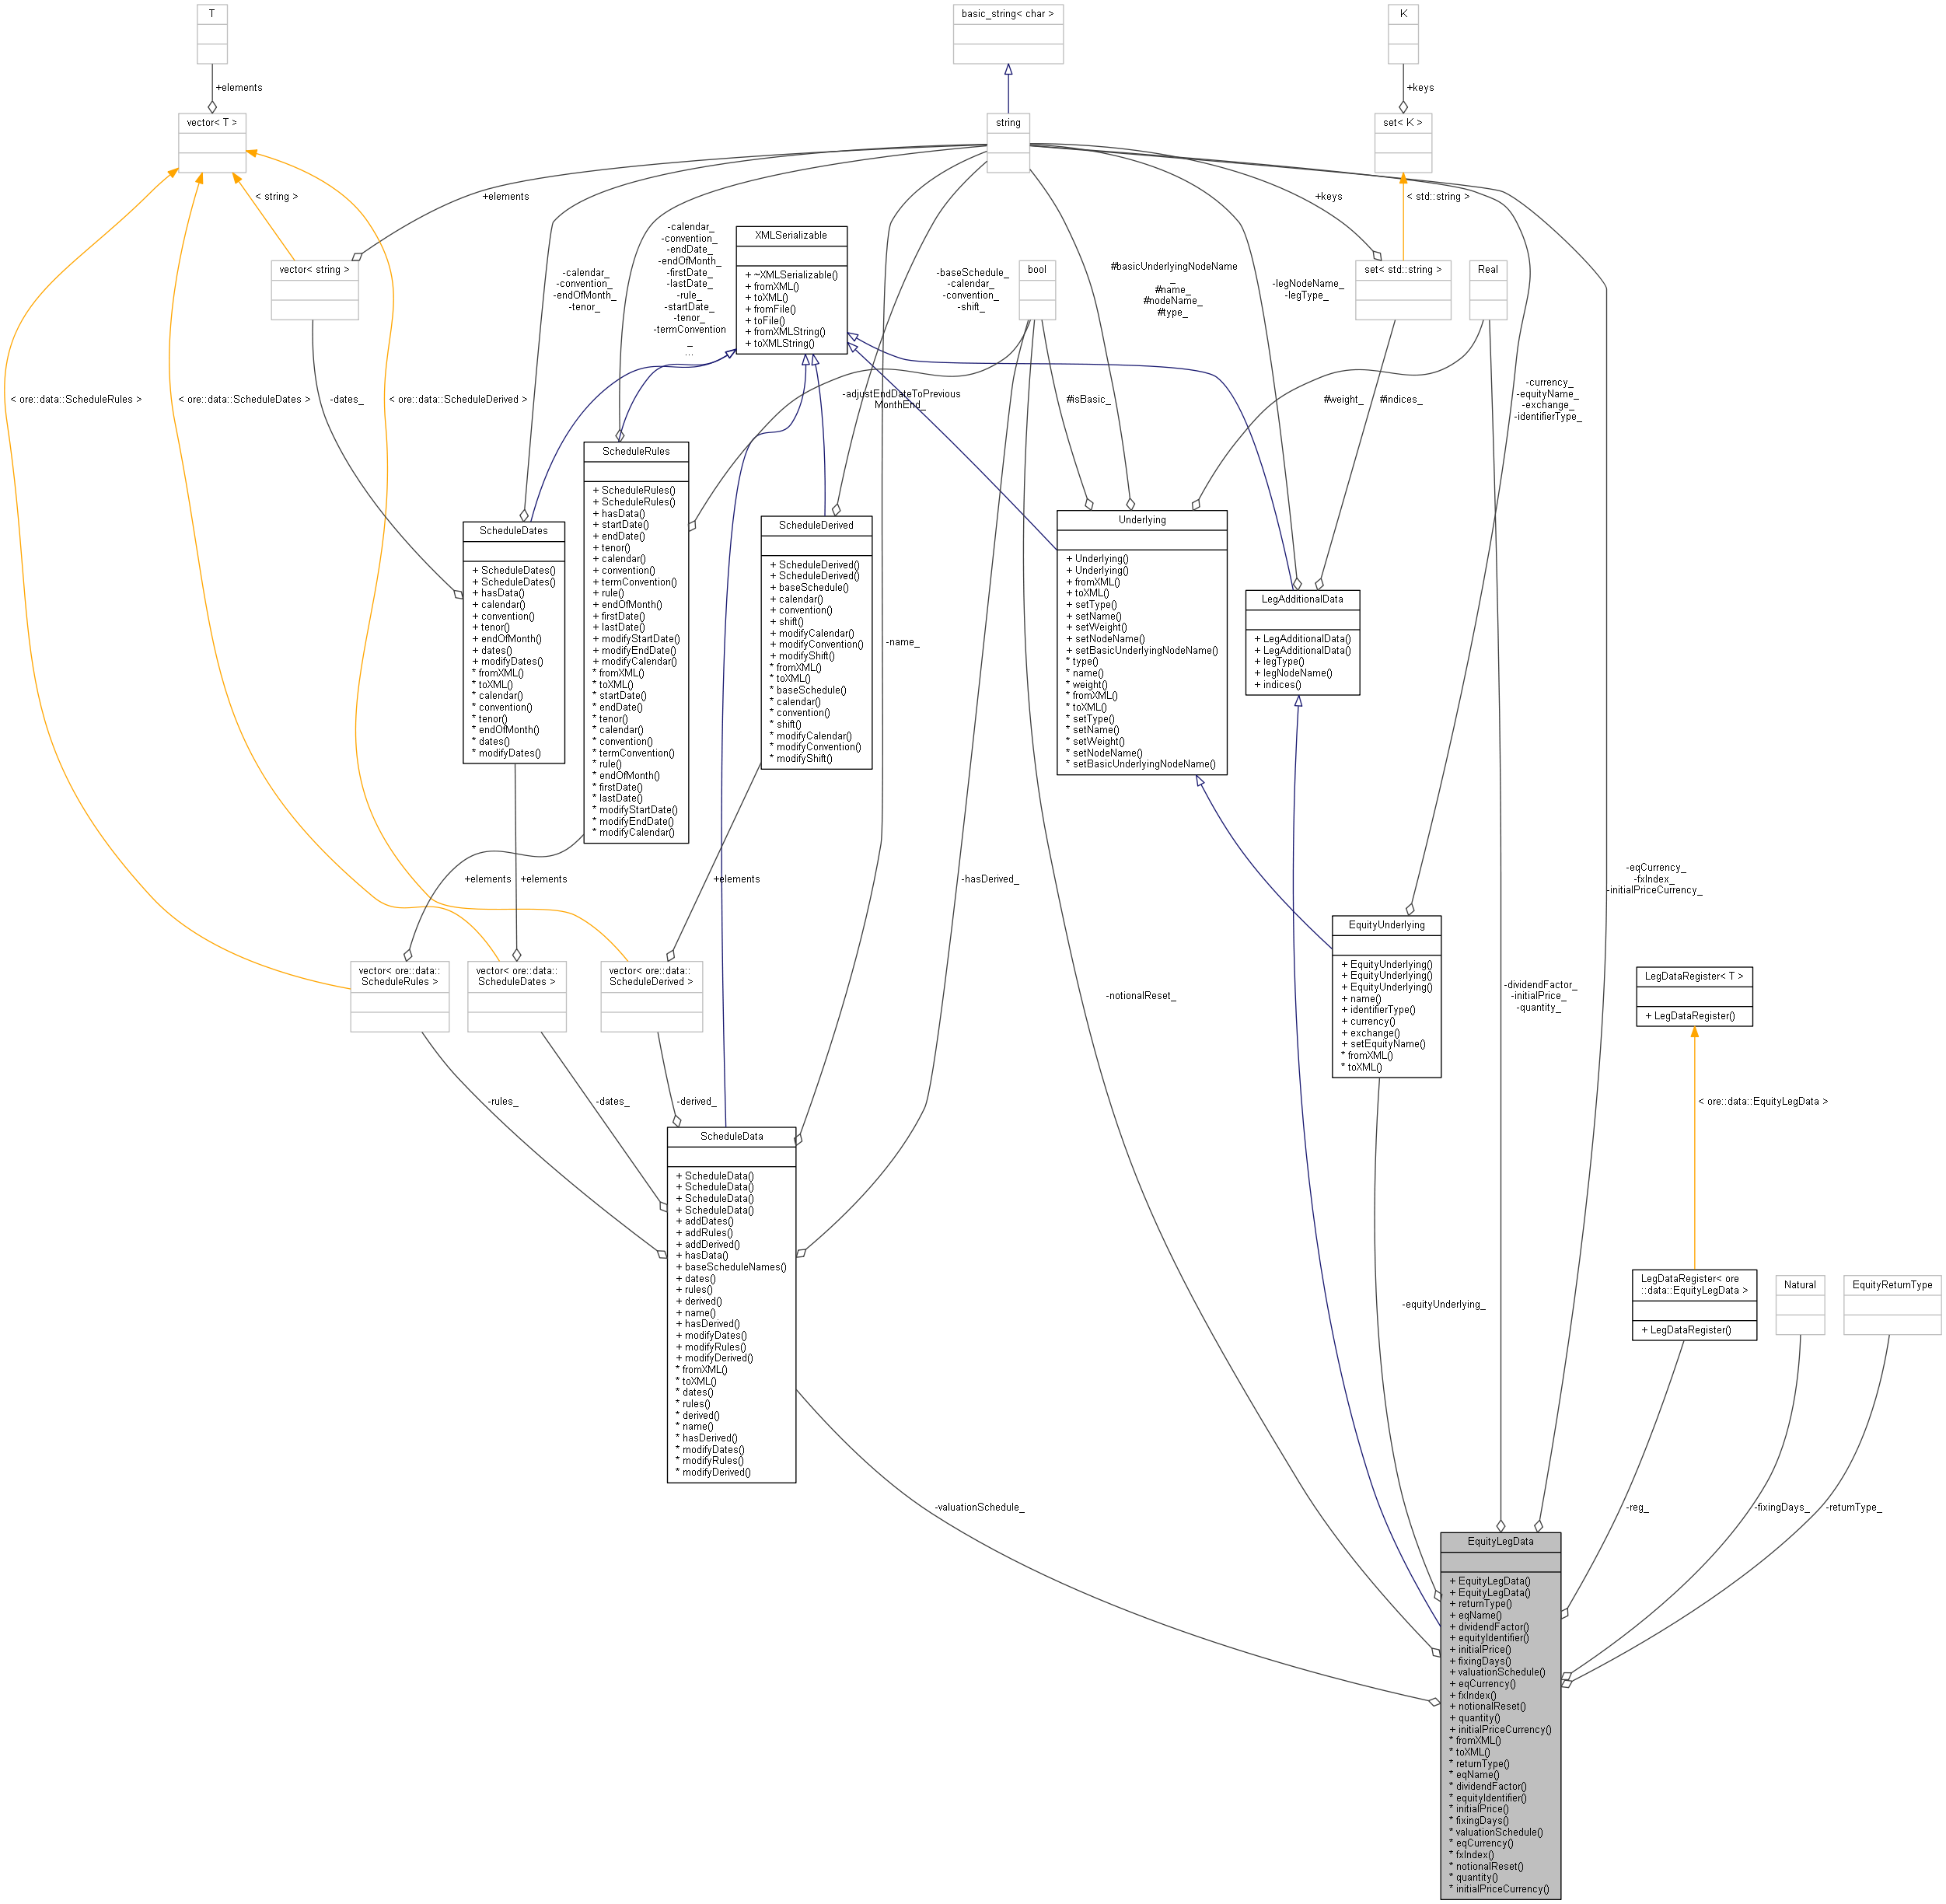 T
basic_string< char >
K
+elements
+keys
vector< T >
string
set< K >
< string >
+elements
+keys
< std::string >
-calendar_
-convention_
-endDate_
-endOfMonth_
-firstDate_
-lastDate_
-rule_
-startDate_
-tenor_
-termConvention
_
...
XMLSerializable
+ ~XMLSerializable()
+ fromXML()
+ toXML()
+ fromFile()
+ toFile()
+ fromXMLString()
+ toXMLString()
vector< string >
-calendar_
-convention_
-endOfMonth_
-tenor_
-baseSchedule_
-calendar_
-convention_
-shift_
bool
#basicUnderlyingNodeName
_
#name_
#nodeName_
#type_
-legNodeName_
-legType_
set< std::string >
Real
< ore::data::ScheduleRules >
< ore::data::ScheduleDates >
-dates_
< ore::data::ScheduleDerived >
-adjustEndDateToPrevious
MonthEnd_
#isBasic_
#weight_
#indices_
-currency_
-equityName_
-exchange_
-identifierType_
ScheduleRules
+ ScheduleRules()
+ ScheduleRules()
+ hasData()
+ startDate()
+ endDate()
+ tenor()
+ calendar()
+ convention()
+ termConvention()
+ rule()
+ endOfMonth()
+ firstDate()
+ lastDate()
+ modifyStartDate()
+ modifyEndDate()
+ modifyCalendar()
* fromXML()
* toXML()
* startDate()
* endDate()
* tenor()
* calendar()
* convention()
* termConvention()
* rule()
* endOfMonth()
* firstDate()
* lastDate()
* modifyStartDate()
* modifyEndDate()
* modifyCalendar()
ScheduleDates
+ ScheduleDates()
+ ScheduleDates()
+ hasData()
+ calendar()
+ convention()
+ tenor()
+ endOfMonth()
+ dates()
+ modifyDates()
* fromXML()
* toXML()
* calendar()
* convention()
* tenor()
* endOfMonth()
* dates()
* modifyDates()
ScheduleDerived
+ ScheduleDerived()
+ ScheduleDerived()
+ baseSchedule()
+ calendar()
+ convention()
+ shift()
+ modifyCalendar()
+ modifyConvention()
+ modifyShift()
* fromXML()
* toXML()
* baseSchedule()
* calendar()
* convention()
* shift()
* modifyCalendar()
* modifyConvention()
* modifyShift()
Underlying
+ Underlying()
+ Underlying()
+ fromXML()
+ toXML()
+ setType()
+ setName()
+ setWeight()
+ setNodeName()
+ setBasicUnderlyingNodeName()
* type()
* name()
* weight()
* fromXML()
* toXML()
* setType()
* setName()
* setWeight()
* setNodeName()
* setBasicUnderlyingNodeName()
LegAdditionalData
+ LegAdditionalData()
+ LegAdditionalData()
+ legType()
+ legNodeName()
+ indices()
-name_
+elements
+elements
+elements
-hasDerived_
-eqCurrency_
-fxIndex_
-initialPriceCurrency_
EquityUnderlying
+ EquityUnderlying()
+ EquityUnderlying()
+ EquityUnderlying()
+ name()
+ identifierType()
+ currency()
+ exchange()
+ setEquityName()
* fromXML()
* toXML()
vector< ore::data::
ScheduleRules >
vector< ore::data::
ScheduleDates >
vector< ore::data::
ScheduleDerived >
-notionalReset_
-dividendFactor_
-initialPrice_
-quantity_
LegDataRegister< T >
+ LegDataRegister()
-rules_
-dates_
-derived_
< ore::data::EquityLegData >
ScheduleData
+ ScheduleData()
+ ScheduleData()
+ ScheduleData()
+ ScheduleData()
+ addDates()
+ addRules()
+ addDerived()
+ hasData()
+ baseScheduleNames()
+ dates()
+ rules()
+ derived()
+ name()
+ hasDerived()
+ modifyDates()
+ modifyRules()
+ modifyDerived()
* fromXML()
* toXML()
* dates()
* rules()
* derived()
* name()
* hasDerived()
* modifyDates()
* modifyRules()
* modifyDerived()
-equityUnderlying_
LegDataRegister< ore
::data::EquityLegData >
+ LegDataRegister()
Natural
EquityReturnType
-valuationSchedule_
-reg_
-fixingDays_
-returnType_
EquityLegData
+ EquityLegData()
+ EquityLegData()
+ returnType()
+ eqName()
+ dividendFactor()
+ equityIdentifier()
+ initialPrice()
+ fixingDays()
+ valuationSchedule()
+ eqCurrency()
+ fxIndex()
+ notionalReset()
+ quantity()
+ initialPriceCurrency()
* fromXML()
* toXML()
* returnType()
* eqName()
* dividendFactor()
* equityIdentifier()
* initialPrice()
* fixingDays()
* valuationSchedule()
* eqCurrency()
* fxIndex()
* notionalReset()
* quantity()
* initialPriceCurrency()